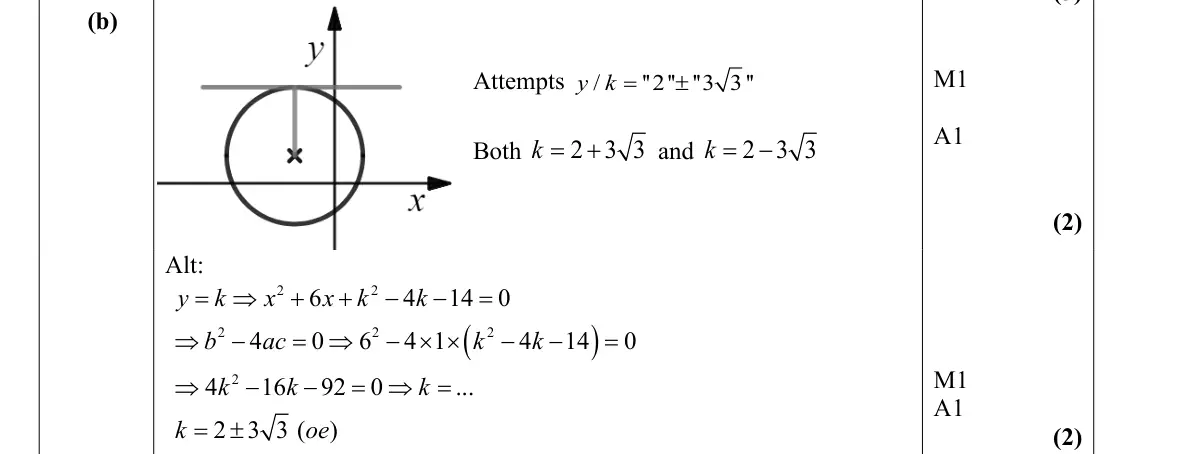 (b)
y
Attempts y / k = "2"± "3√3"
M1
Both k = 2 + 3√3 and k = 2 − 3√3
A1
x
(2)
Alt:
y = k ⇒ x² + 6x + k² − 4k − 14 = 0
⇒ b² − 4ac = 0 ⇒ 6² − 4×1×(k² − 4k − 14) = 0
⇒ 4k² − 16k − 92 = 0 ⇒ k = ...
M1
k = 2 ± 3√3 (oe)
A1
(2)